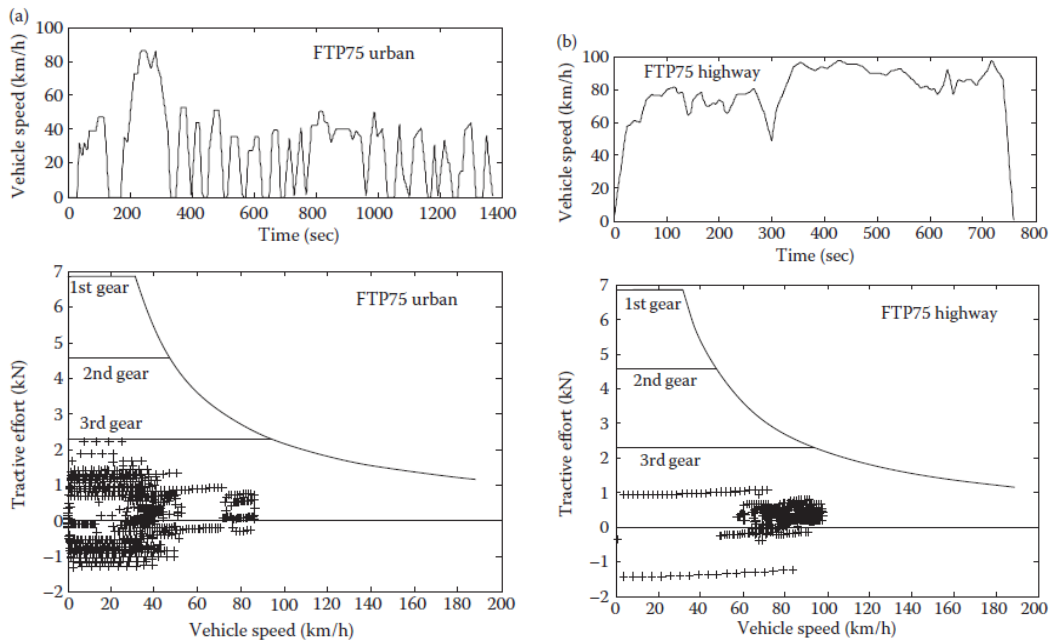 (a)
100
80
60
40
20
0
Vehicle speed (km/h)
FTP75 urban
0 200 400 600 800 1000 1200 1400
Time (sec)
7
6
5
4
3
2
1
0
−1
−2
Tractive effort (kN)
1st gear
2nd gear
3rd gear
FTP75 urban
0 20 40 60 80 100 120 140 160 180 200
Vehicle speed (km/h)
(b)
100
80
60
40
20
0
Vehicle speed (km/h)
FTP75 highway
0 100 200 300 400 500 600 700 800
Time (sec)
7
6
5
4
3
2
1
0
−1
−2
Tractive effort (kN)
1st gear
2nd gear
3rd gear
FTP75 highway
0 20 40 60 80 100 120 140 160 180 200
Vehicle speed (km/h)